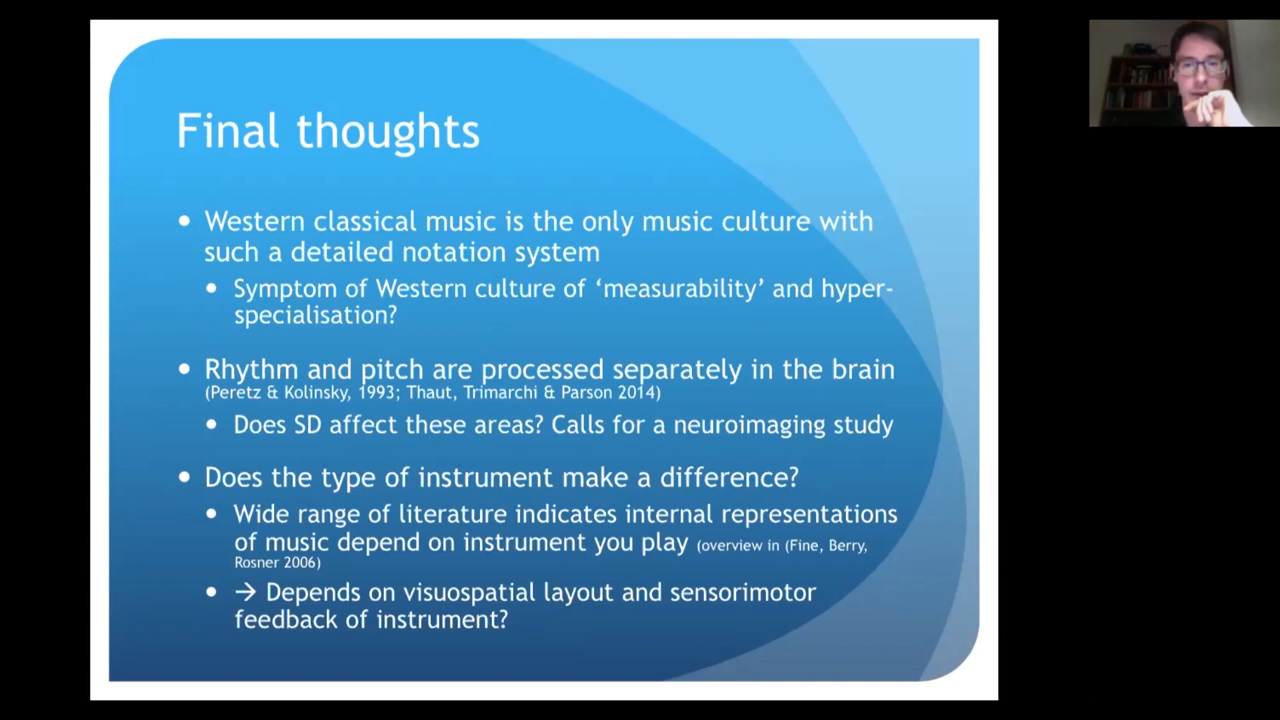 Final thoughts
• Western classical music is the only music culture with
such a detailed notation system
• Symptom of Western culture of ‘measurability’ and hyper-
specialisation?
• Rhythm and pitch are processed separately in the brain
(Peretz & Kolinsky, 1993; Thaut, Trimarchi & Parson 2014)
• Does SD affect these areas? Calls for a neuroimaging study
• Does the type of instrument make a difference?
• Wide range of literature indicates internal representations
of music depend on instrument you play (overview in (Fine, Berry,
Rosner 2006)
• → Depends on visuospatial layout and sensorimotor
feedback of instrument?